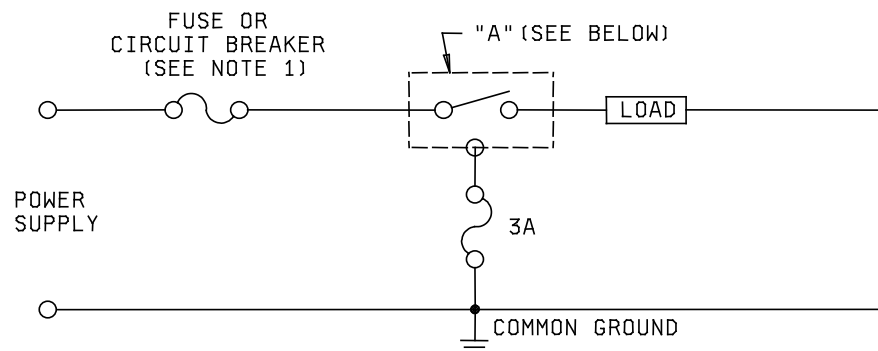 FUSE OR
CIRCUIT BREAKER
(SEE NOTE 1)
"A"(SEE BELOW)
LOAD
POWER
SUPPLY
3A
COMMON GROUND